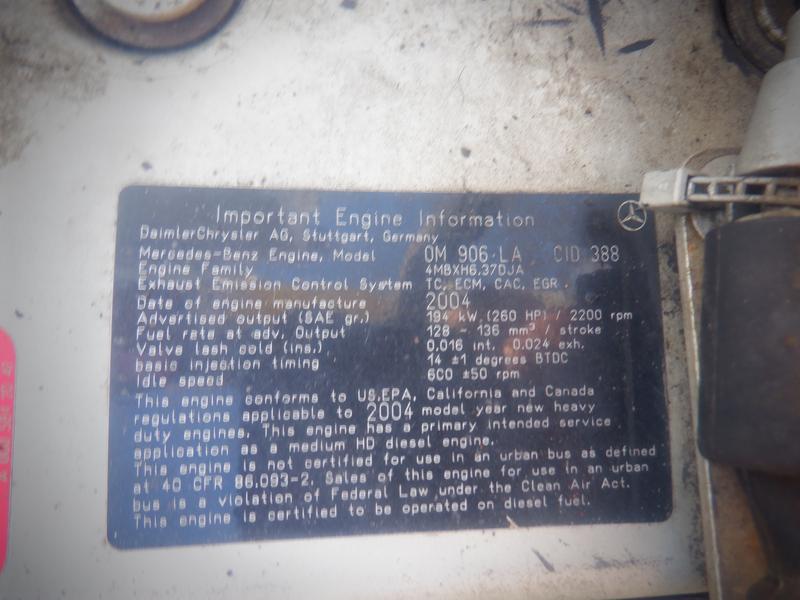 Important Engine Information
DaimlerChrysler AG, Stuttgart, Germany
Mercedes-Benz Engine, Model OM 906 LA CID 388
Engine Family 4MBXH6.37DJA
Exhaust Emission Control System TC, ECM, CAC, EGR
Date of engine manufacture 2004
Advertised output (SAE gr.) 194 kW (260 HP) / 2200 rpm
Fuel rate at adv. Output 128 - 136 mm³ / stroke
Valve lash cold (ins.) 0,016 int. 0.024 exh.
basic injection timing 14 ±1 degrees BTDC
Idle speed 600 ±50 rpm
This engine conforms to US.EPA, California and Canada
regulations applicable to 2004 model year new heavy
duty engines. This engine has a primary intended service
application as a medium HD diesel engine.
This engine is not certified for use in an urban bus as defined
at 40 CFR 86.093-2. Sales of this engine for use in an urban
bus is a violation of Federal Law under the Clean Air Act.
This engine is certified to be operated on diesel fuel.